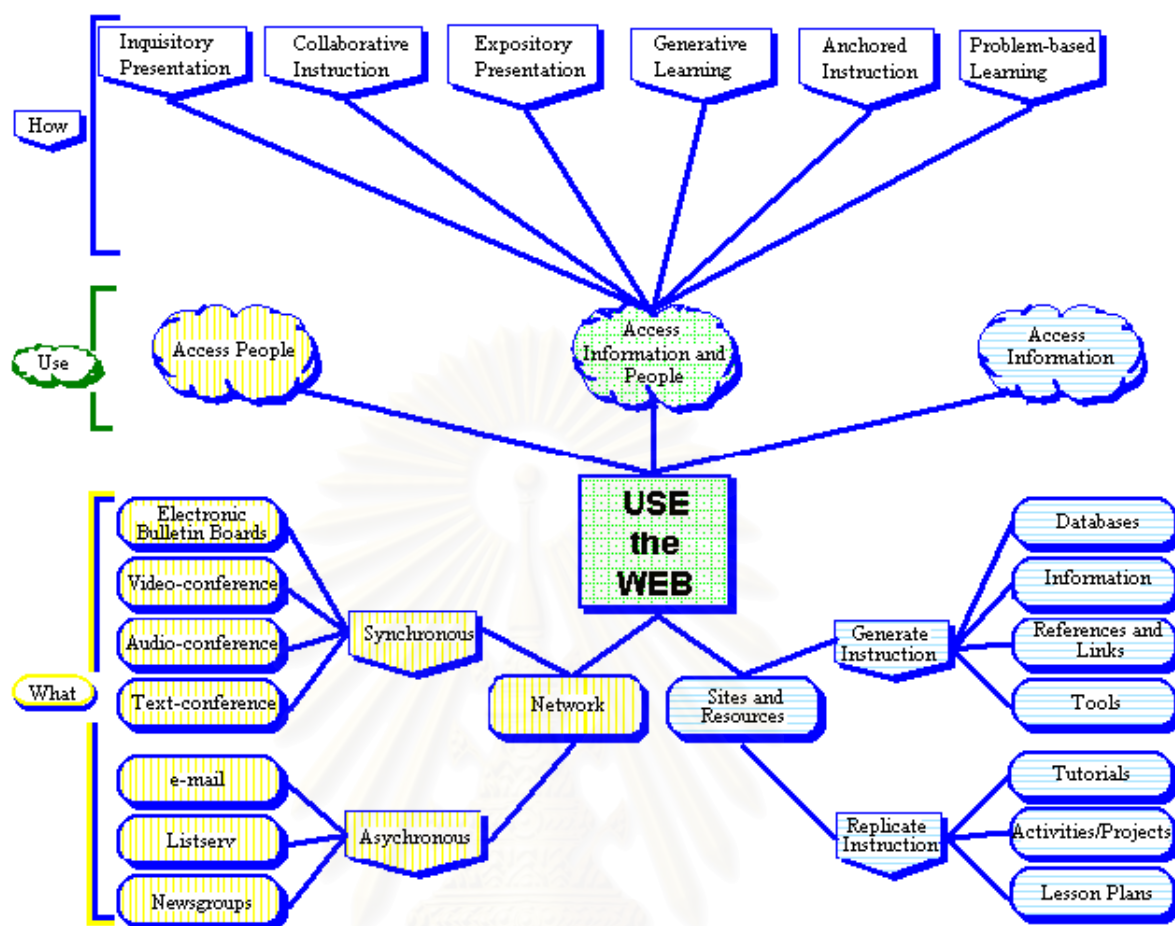 Inquisitory
Presentation
Collaborative
Instruction
Expository
Presentation
Generative
Learning
Anchored
Instruction
Problem-based
Learning
How
Use
Access People
Access
Information and
People
Access
Information
USE
the
WEB
What
Electronic
Bulletin Boards
Video-conference
Audio-conference
Text-conference
Synchronous
Network
e-mail
Listserv
Newsgroups
Asychronous
Sites and
Resources
Generate
Instruction
Databases
Information
References and
Links
Tools
Replicate
Instruction
Tutorials
Activities/Projects
Lesson Plans